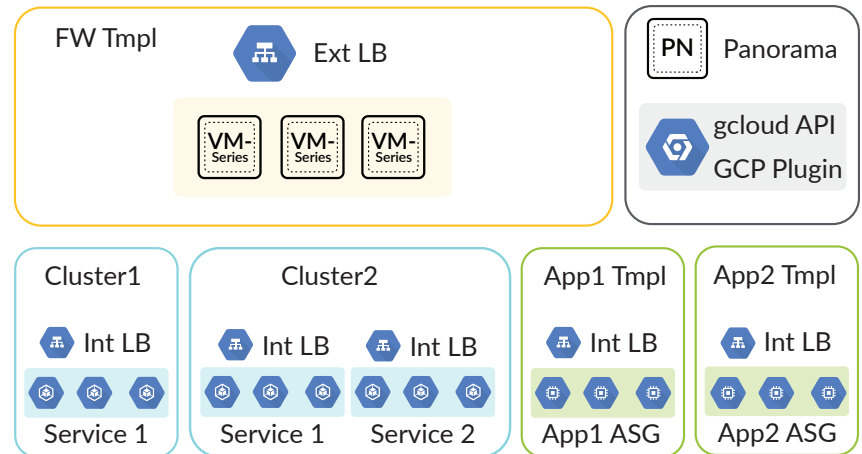 FW Tmpl
Ext LB
VM-
Series
VM-
Series
VM-
Series
PN
Panorama
gcloud API
GCP Plugin
Cluster1
Int LB
Service 1
Cluster2
Int LB
Int LB
Service 1
Service 2
App1 Tmpl
Int LB
App1 ASG
App2 Tmpl
Int LB
App2 ASG